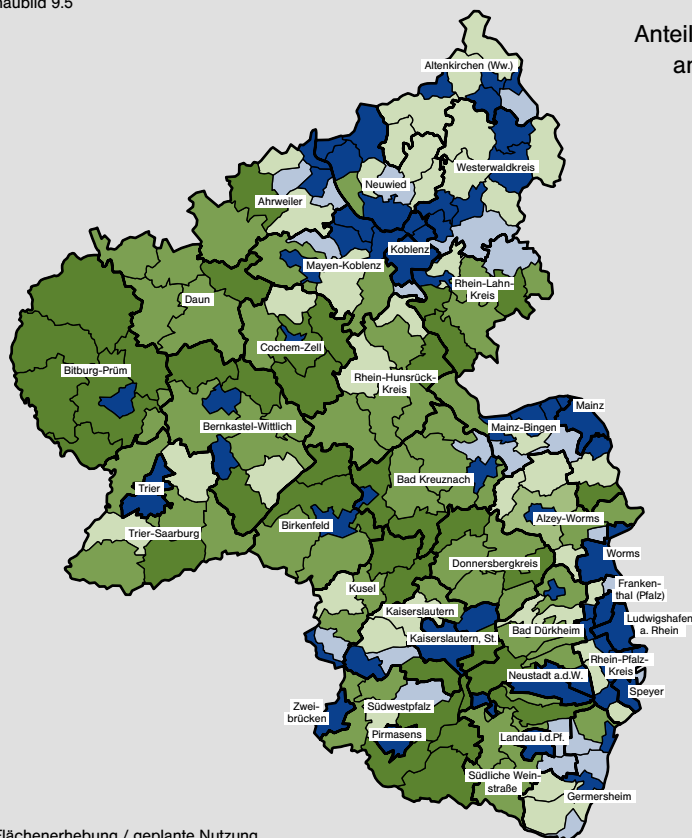 haubild 9.5
Anteil
an
Altenkirchen (Ww.)
Westerwaldkreis
Neuwied
Ahrweiler
Koblenz
Mayen-Koblenz
Rhein-Lahn-
Kreis
Daun
Cochem-Zell
Bitburg-Prüm
Rhein-Hunsrück-
Kreis
Mainz
Bernkastel-Wittlich
Mainz-Bingen
Bad Kreuznach
Trier
Alzey-Worms
Birkenfeld
Trier-Saarburg
Worms
Donnersbergkreis
Franken-
thal (Pfalz)
Kusel
Kaiserslautern
Ludwigshafen
a. Rhein
Bad Dürkheim
Kaiserslautern, St.
Rhein-Pfalz-
Kreis
Neustadt a.d.W.
Speyer
Zwei-
brücken
Südwestpfalz
Pirmasens
Landau i.d.Pf.
Südliche Wein-
straße
Germersheim
Flächenerhebung / geplante Nutzung